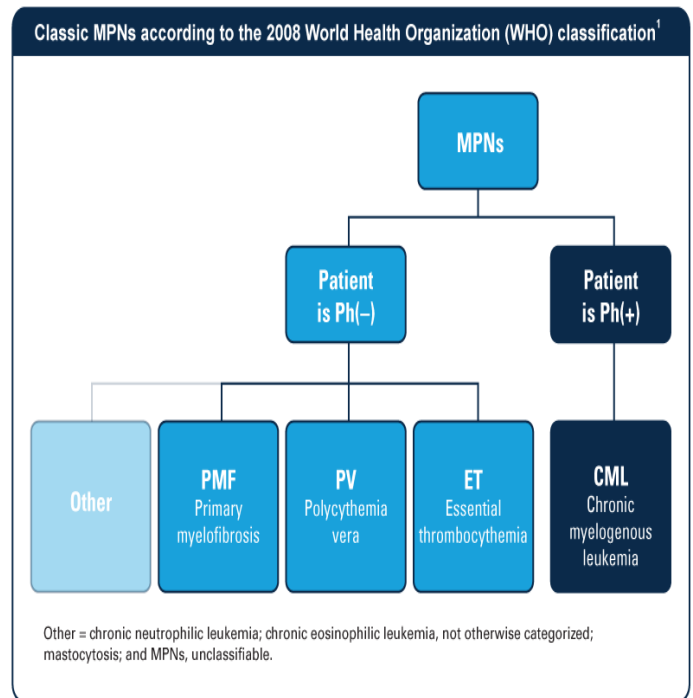 Classic MPNs according to the 2008 World Health Organization (WHO) classification¹
MPNs
Patient
is Ph(–)
Patient
is Ph(+)
Other
PMF
Primary
myelofibrosis
PV
Polycythemia
vera
ET
Essential
thrombocythemia
CML
Chronic
myelogenous
leukemia
Other = chronic neutrophilic leukemia; chronic eosinophilic leukemia, not otherwise categorized;
mastocytosis; and MPNs, unclassifiable.